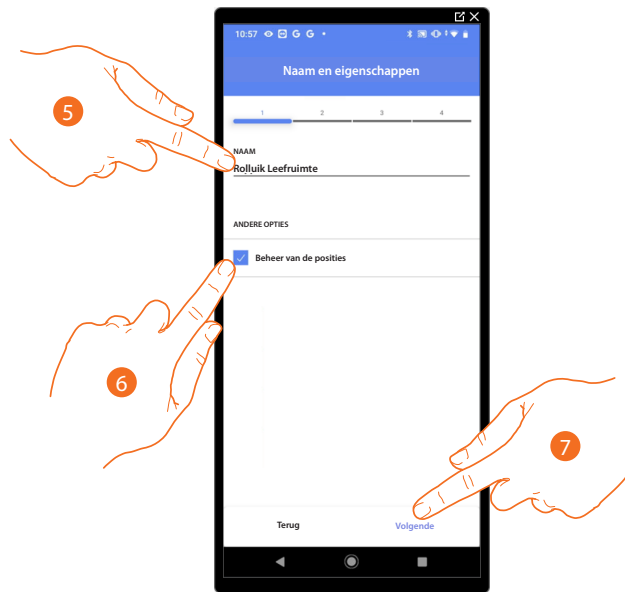 10:57 G G
Naam en eigenschappen
1 2 3 4
NAAM
Rolluik Leefruimte
ANDERE OPTIES
Beheer van de posities
Terug Volgende
5
6
7